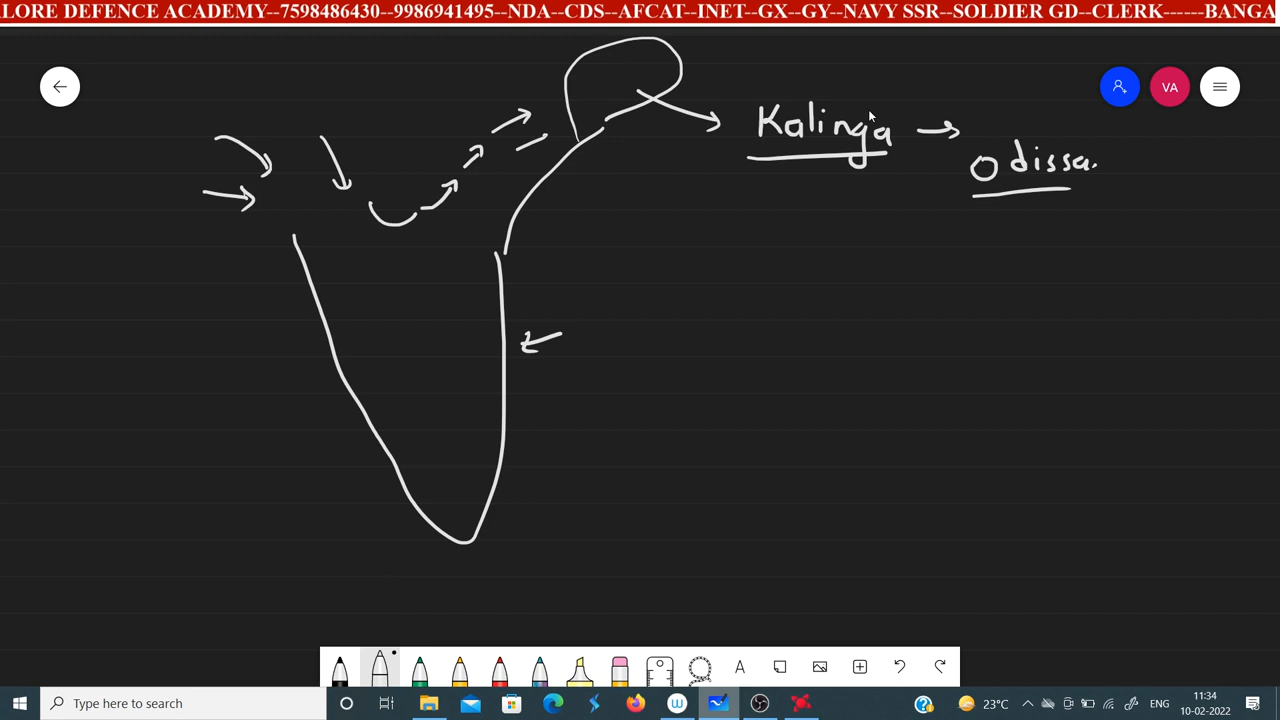 LORE DEFENCE ACADEMY--7598486430--9986941495--NDA--CDS--AFCAT--INET--GX--GY--NAVY SSR--SOLDIER GD--CLERK------BANGA
VA
Kalinga →
Odissa.
A
Type here to search
23°C
ENG
11:34
10-02-2022